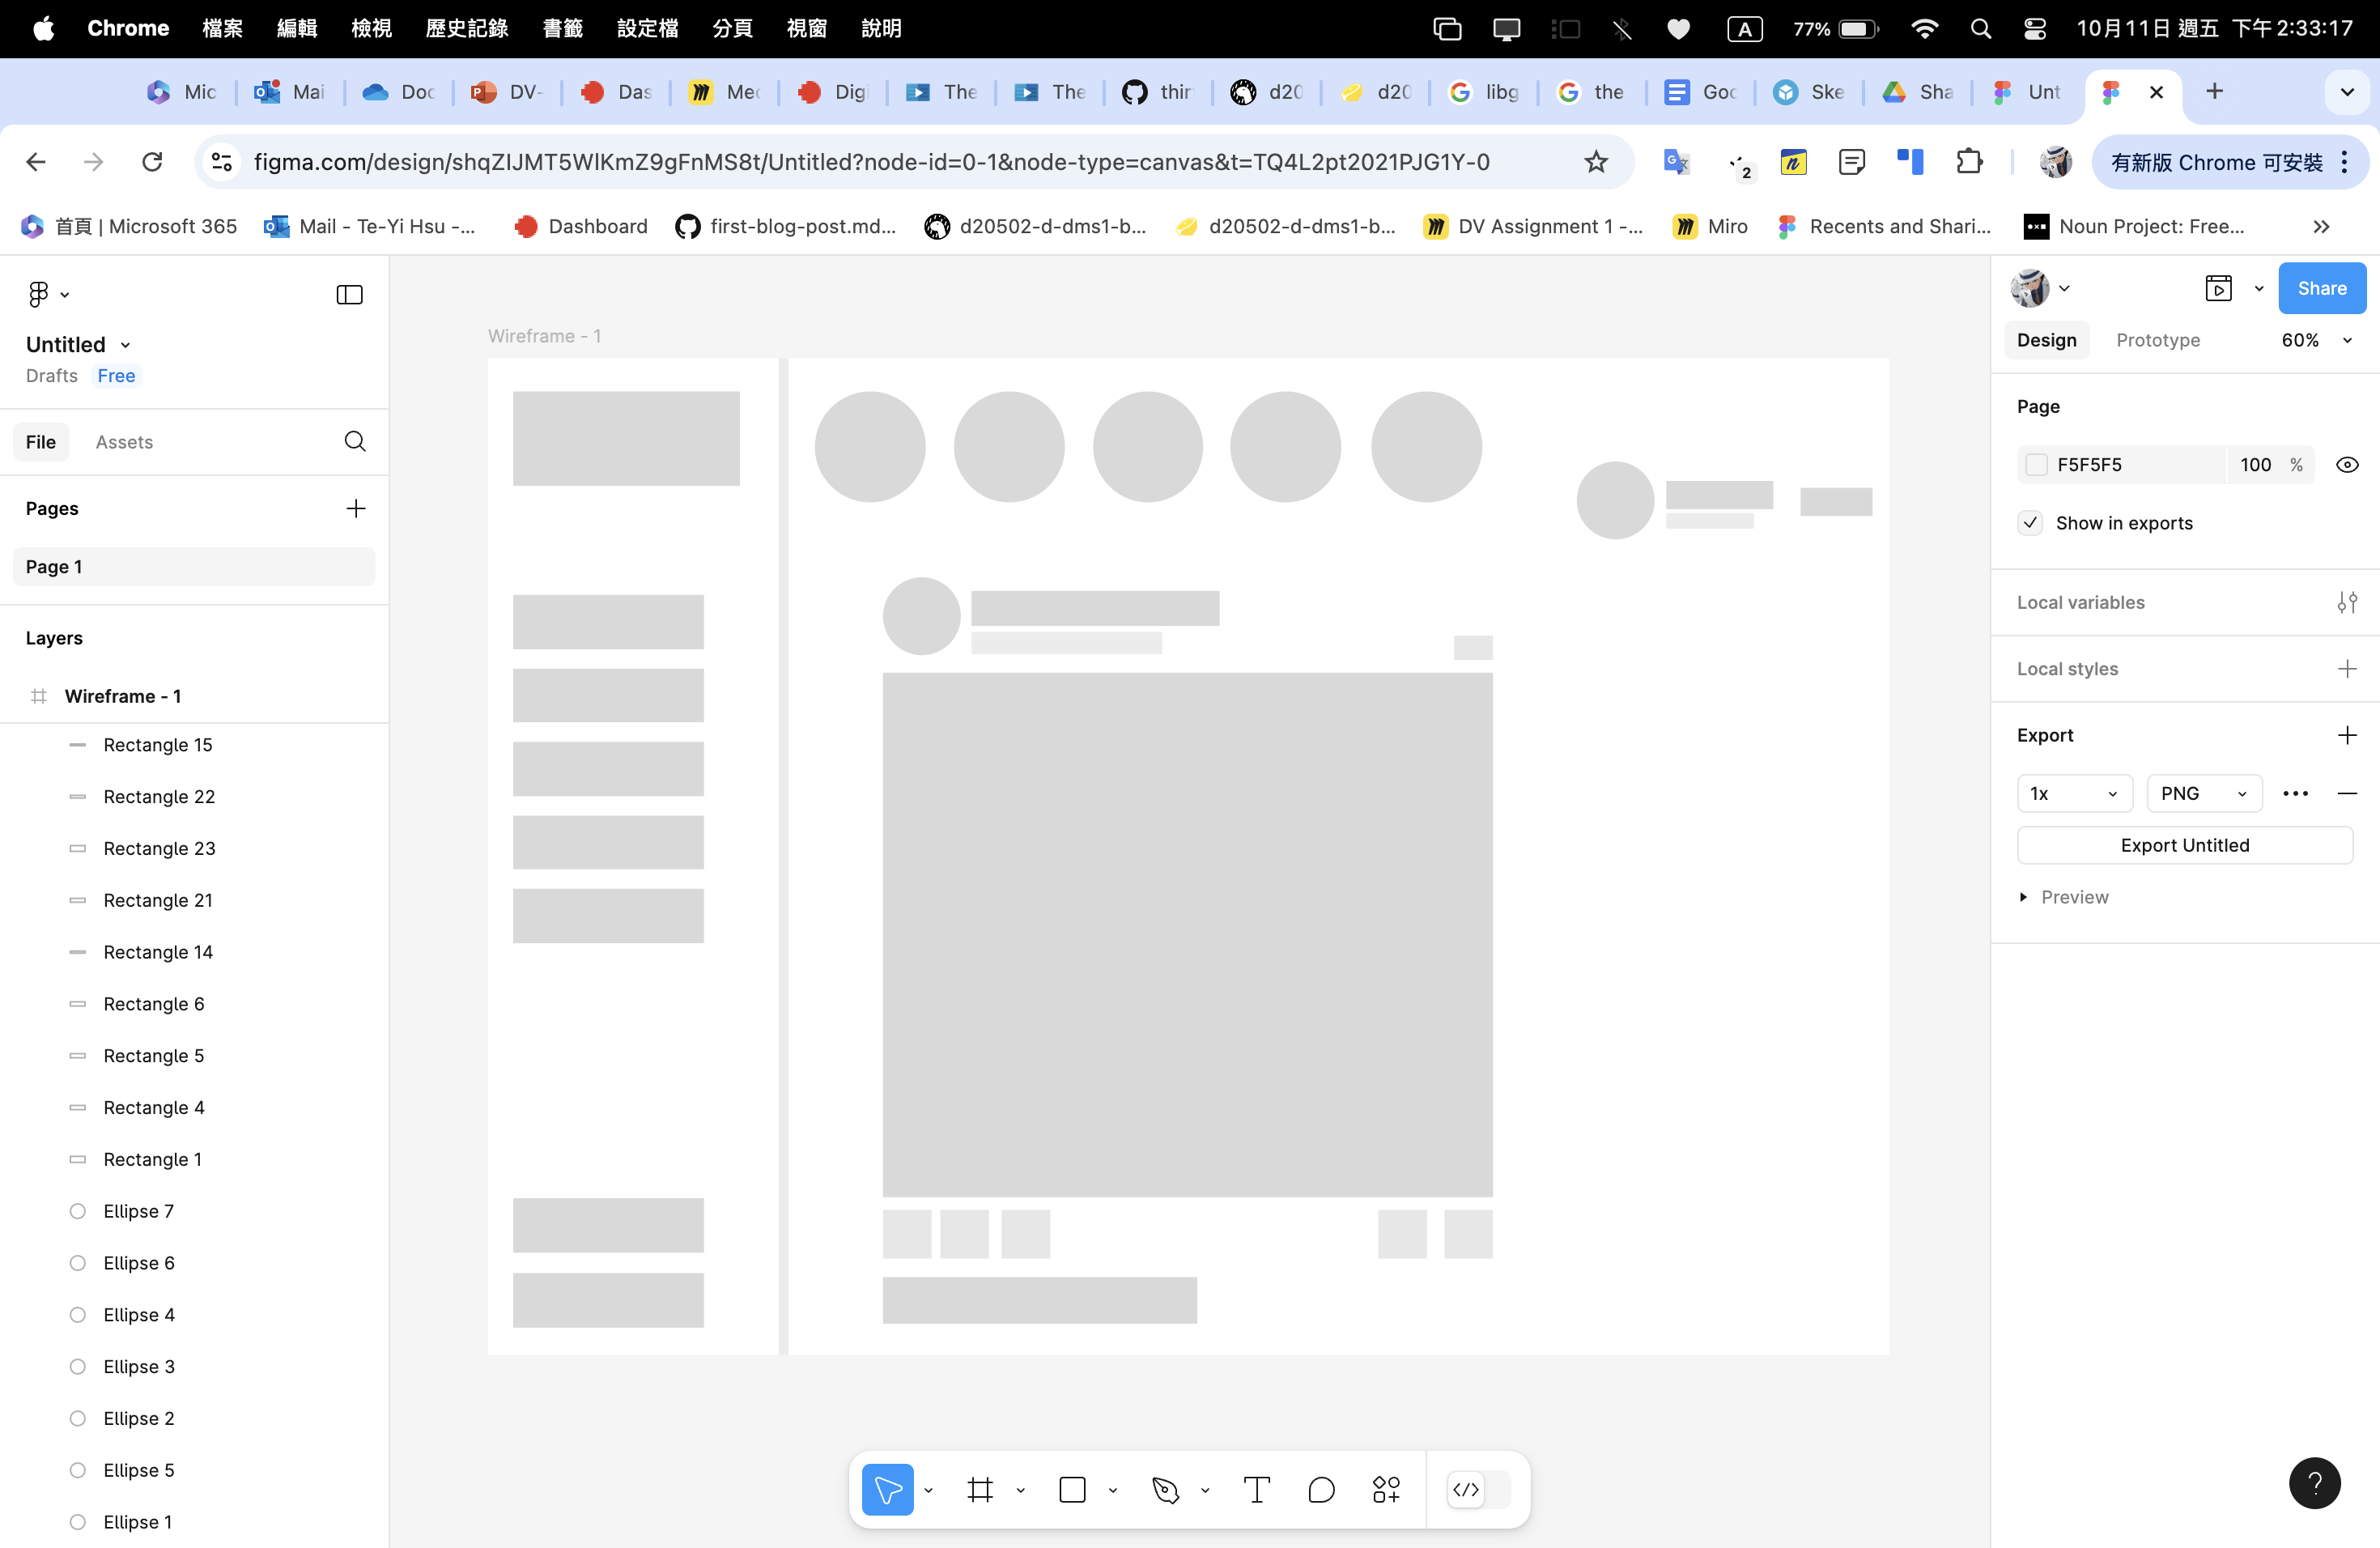 Chrome 檔案 編輯 檢視 歷史記錄 書籤 設定檔 分頁 視窗 說明 A 77% 10月11日 週五 下午2:33:17
Mic Mai Doc DV- Das Mec Digi The The thir d20 d20 libg the Goc Ske Sha Unt
figma.com/design/shqZIJMT5WlKmZ9gFnMS8t/Untitled?node-id=0-1&node-type=canvas&t=TQ4L2pt2021PJG1Y-0 2 有新版 Chrome 可安裝
首頁 | Microsoft 365 Mail - Te-Yi Hsu -... Dashboard first-blog-post.md... d20502-d-dms1-b... d20502-d-dms1-b... DV Assignment 1 -... Miro Recents and Shari... Noun Project: Free...
Untitled
Drafts Free
File Assets
Pages
Page 1
Layers
Wireframe - 1
Rectangle 15
Rectangle 22
Rectangle 23
Rectangle 21
Rectangle 14
Rectangle 6
Rectangle 5
Rectangle 4
Rectangle 1
Ellipse 7
Ellipse 6
Ellipse 4
Ellipse 3
Ellipse 2
Ellipse 5
Ellipse 1
Wireframe - 1
Share
Design Prototype 60%
Page
F5F5F5 100 %
Show in exports
Local variables
Local styles
Export
1x PNG
Export Untitled
Preview